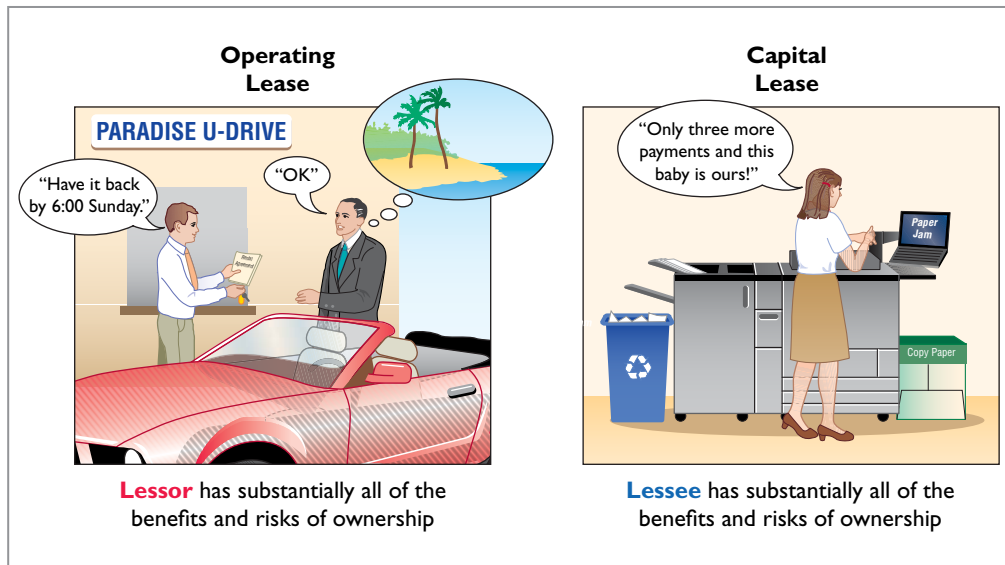 Operating
Lease
PARADISE U-DRIVE
“Have it back
by 6:00 Sunday.”
“OK”
Rental
Agreement
Lessor has substantially all of the
benefits and risks of ownership
Capital
Lease
“Only three more
payments and this
baby is ours!”
Paper
Jam
Copy Paper
Lessee has substantially all of the
benefits and risks of ownership